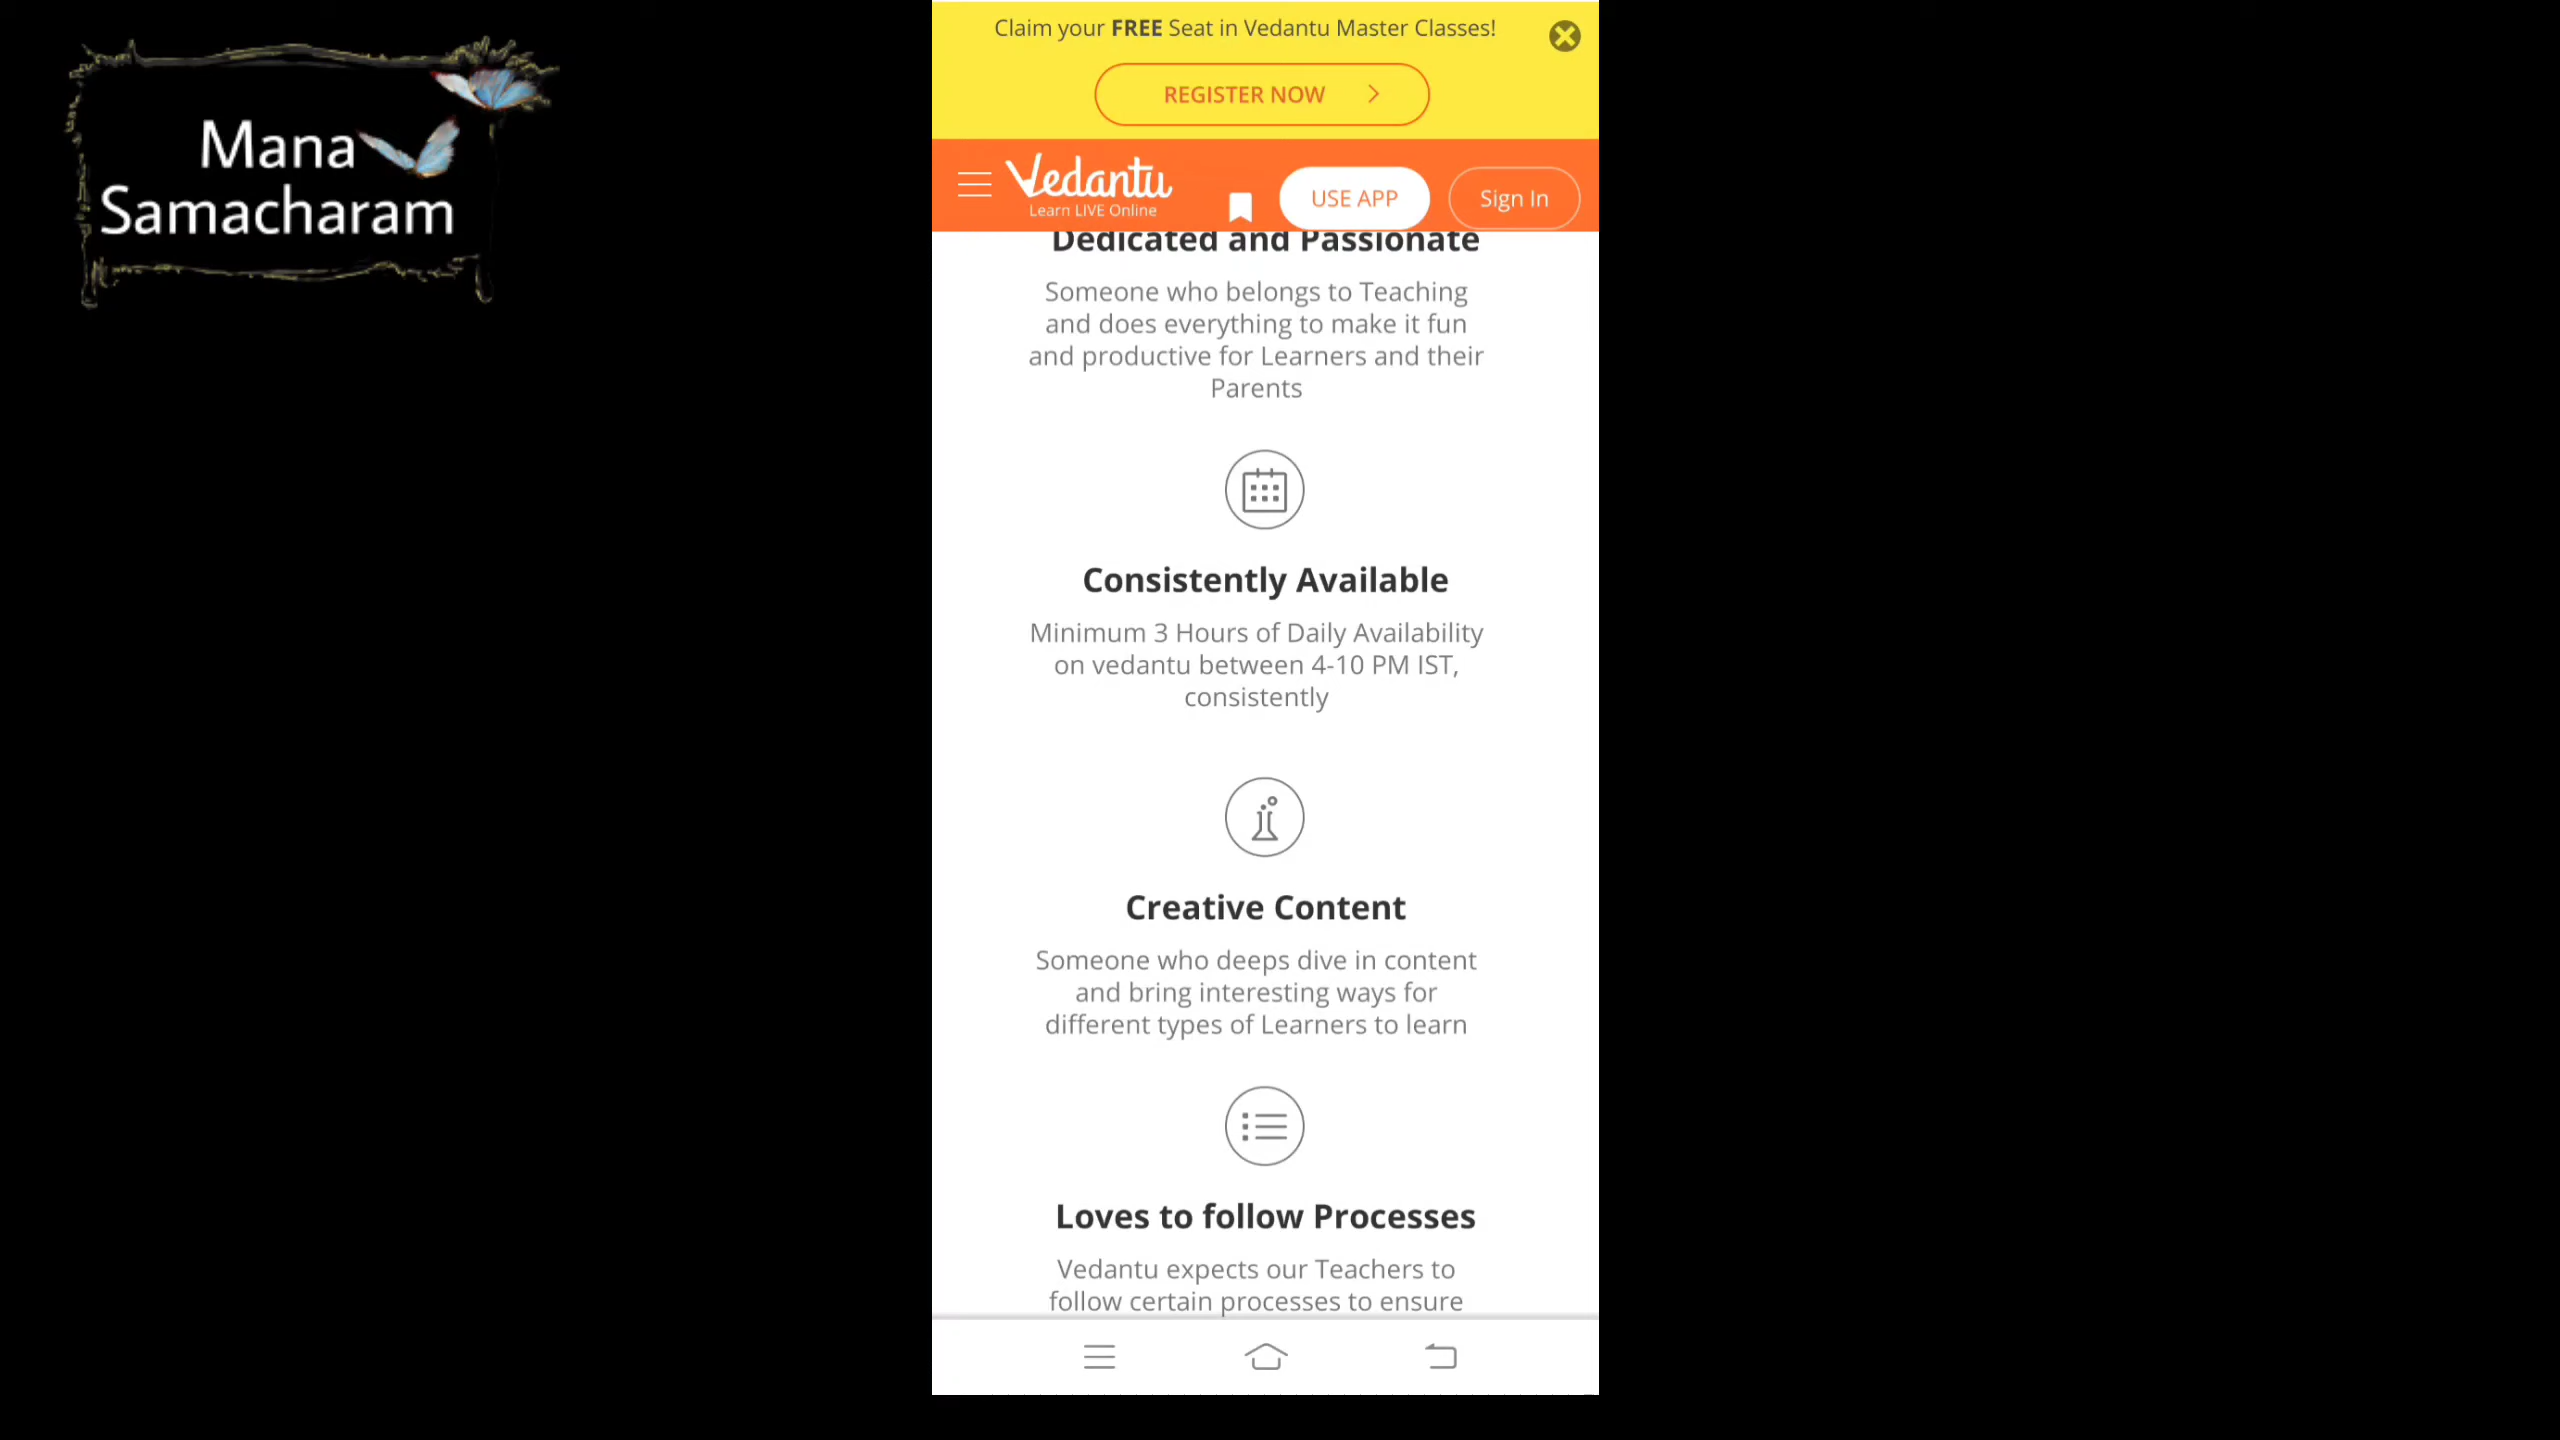 Mana
Samacharam
Claim your FREE Seat in Vedantu Master Classes!
REGISTER NOW
Vedantu
Learn LIVE Online
USE APP
Sign In
Dedicated and Passionate
Someone who belongs to Teaching
and does everything to make it fun
and productive for Learners and their
Parents
Consistently Available
Minimum 3 Hours of Daily Availability
on vedantu between 4-10 PM IST,
consistently
Creative Content
Someone who deeps dive in content
and bring interesting ways for
different types of Learners to learn
Loves to follow Processes
Vedantu expects our Teachers to
follow certain processes to ensure